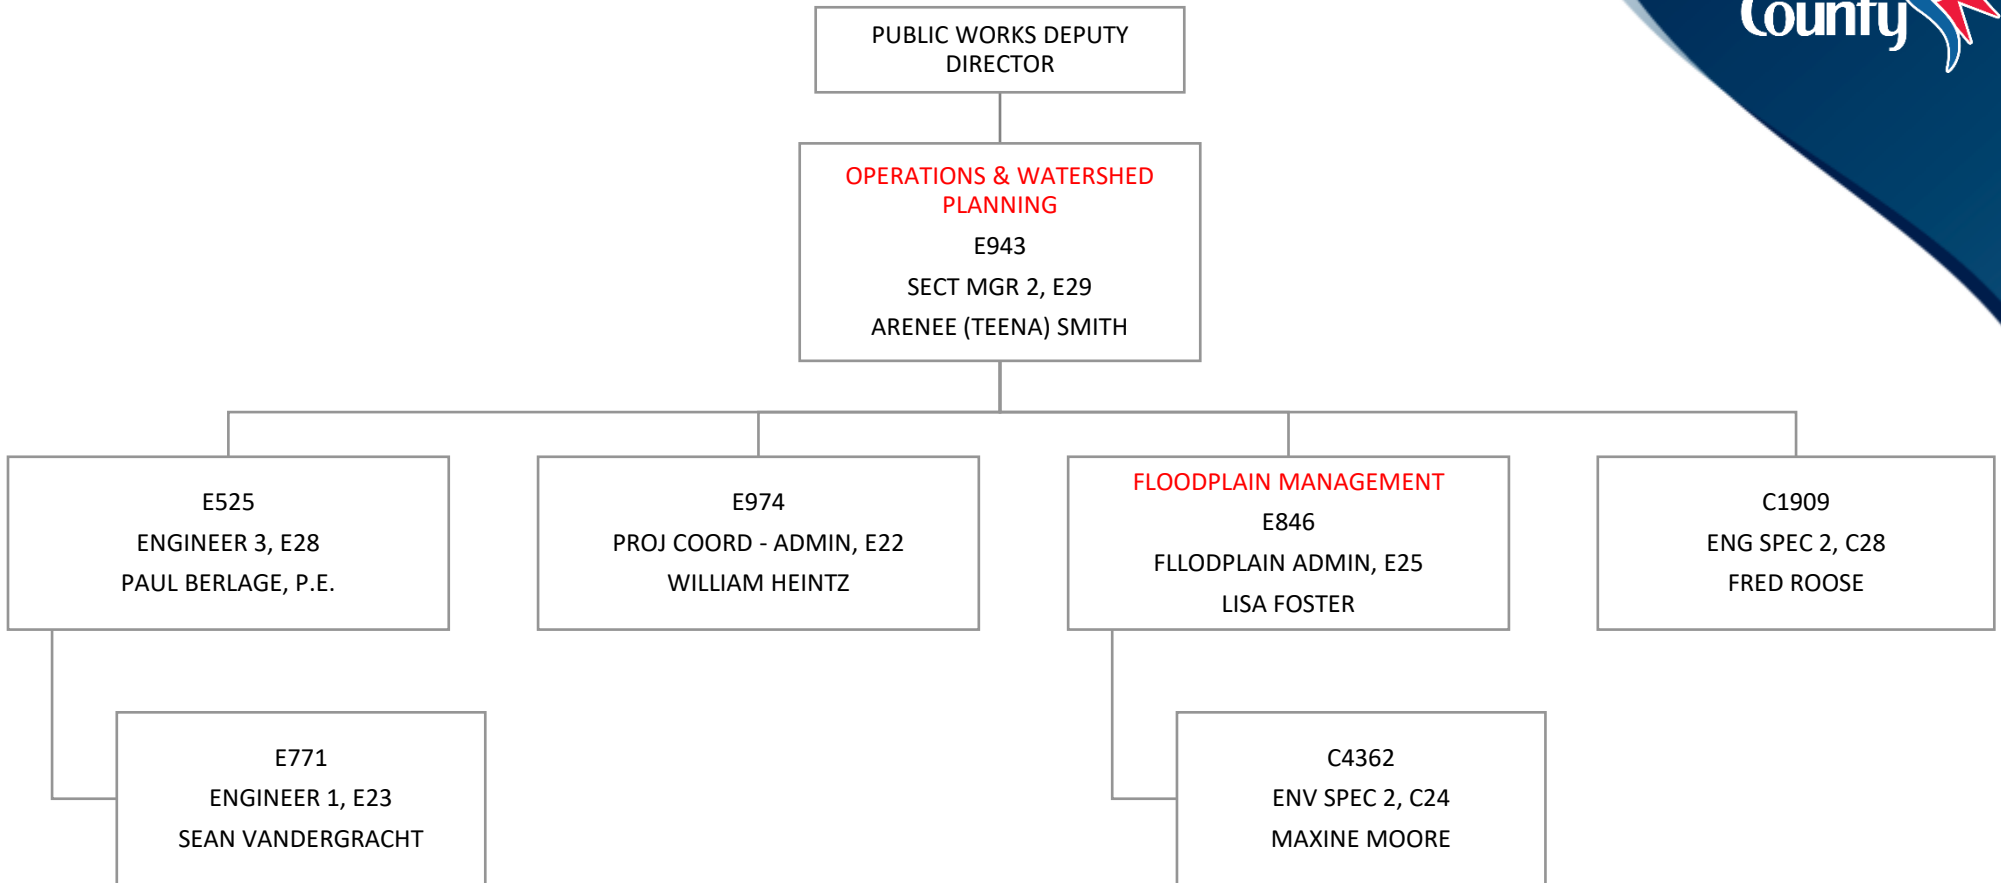 County
PUBLIC WORKS DEPUTY
DIRECTOR
OPERATIONS & WATERSHED
PLANNING
E943
SECT MGR 2, E29
ARENEE (TEENA) SMITH
E525
ENGINEER 3, E28
PAUL BERLAGE, P.E.
E974
PROJ COORD - ADMIN, E22
WILLIAM HEINTZ
FLOODPLAIN MANAGEMENT
E846
FLLODPLAIN ADMIN, E25
LISA FOSTER
C1909
ENG SPEC 2, C28
FRED ROOSE
E771
ENGINEER 1, E23
SEAN VANDERGRACHT
C4362
ENV SPEC 2, C24
MAXINE MOORE